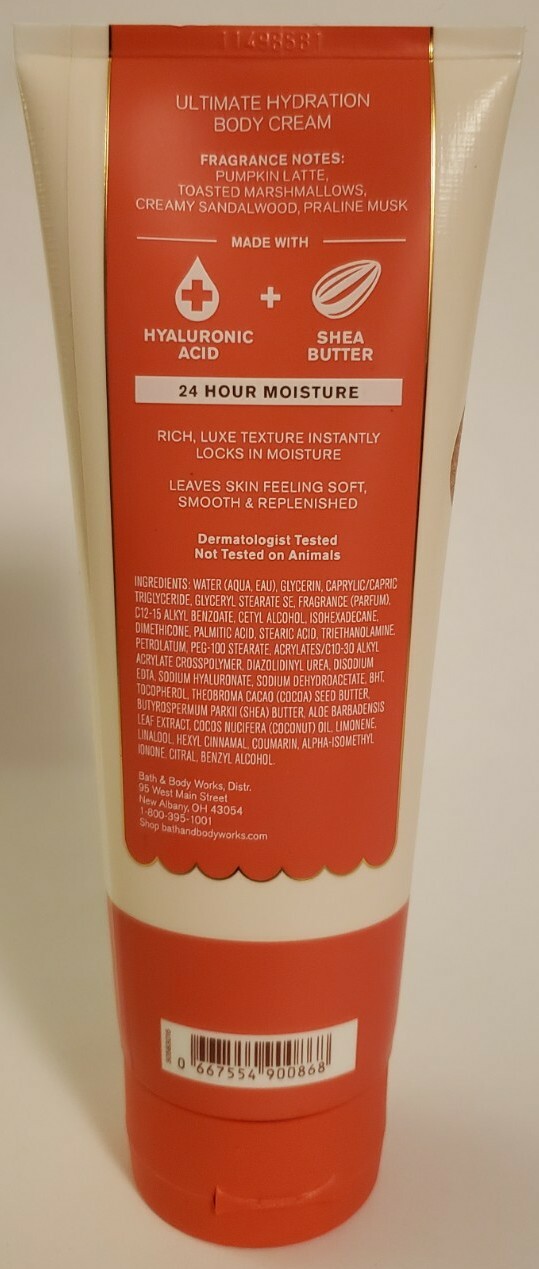 11498681
ULTIMATE HYDRATION
BODY CREAM
FRAGRANCE NOTES:
PUMPKIN LATTE,
TOASTED MARSHMALLOWS,
CREAMY SANDALWOOD, PRALINE MUSK
MADE WITH
+
HYALURONIC
ACID
SHEA
BUTTER
24 HOUR MOISTURE
RICH, LUXE TEXTURE INSTANTLY
LOCKS IN MOISTURE
LEAVES SKIN FEELING SOFT,
SMOOTH & REPLENISHED
Dermatologist Tested
Not Tested on Animals
INGREDIENTS: WATER (AQUA, EAU), GLYCERIN, CAPRYLIC/CAPRIC
TRIGLYCERIDE, GLYCERYL STEARATE SE, FRAGRANCE (PARFUM),
C12-15 ALKYL BENZOATE, CETYL ALCOHOL, ISOHEXADECANE,
DIMETHICONE, PALMITIC ACID, STEARIC ACID, TRIETHANOLAMINE,
PETROLATUM, PEG-100 STEARATE, ACRYLATES/C10-30 ALKYL
ACRYLATE CROSSPOLYMER, DIAZOLIDINYL UREA, DISODIUM
EDTA, SODIUM HYALURONATE, SODIUM DEHYDROACETATE, BHT,
TOCOPHEROL, THEOBROMA CACAO (COCOA) SEED BUTTER,
BUTYROSPERMUM PARKII (SHEA) BUTTER, ALOE BARBADENSIS
LEAF EXTRACT, COCOS NUCIFERA (COCONUT) OIL, LIMONENE,
LINALOOL, HEXYL CINNAMAL, COUMARIN, ALPHA-ISOMETHYL
IONONE, CITRAL, BENZYL ALCOHOL.
Bath & Body Works, Distr.
95 West Main Street
New Albany, OH 43054
1-800-395-1001
Shop bathandbodyworks.com
0 667554 900868